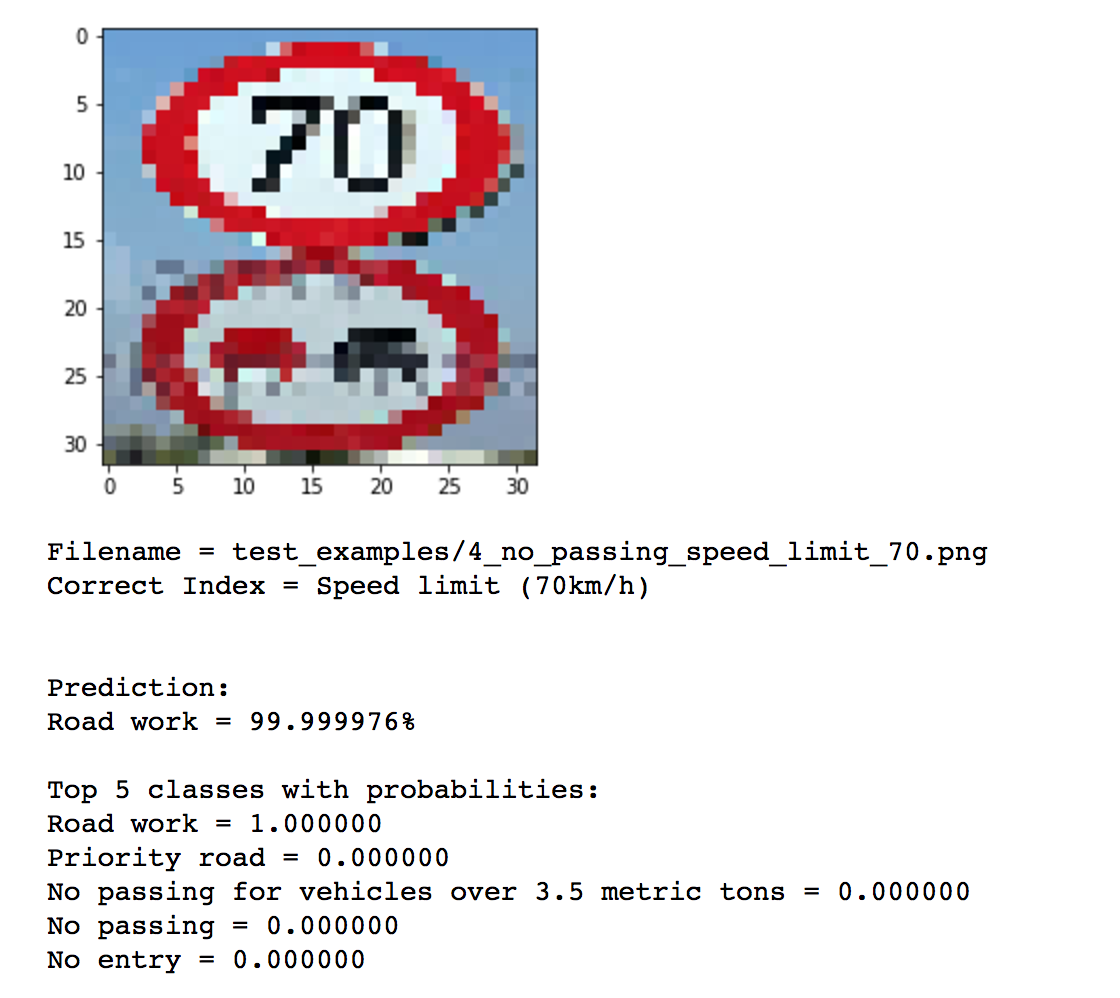 0
5
70
10
15
20
25
30
0 5 10 15 20 25 30
Filename = test_examples/4_no_passing_speed_limit_70.png
Correct Index = Speed limit (70km/h)
Prediction:
Road work = 99.999976%
Top 5 classes with probabilities:
Road work = 1.000000
Priority road = 0.000000
No passing for vehicles over 3.5 metric tons = 0.000000
No passing = 0.000000
No entry = 0.000000